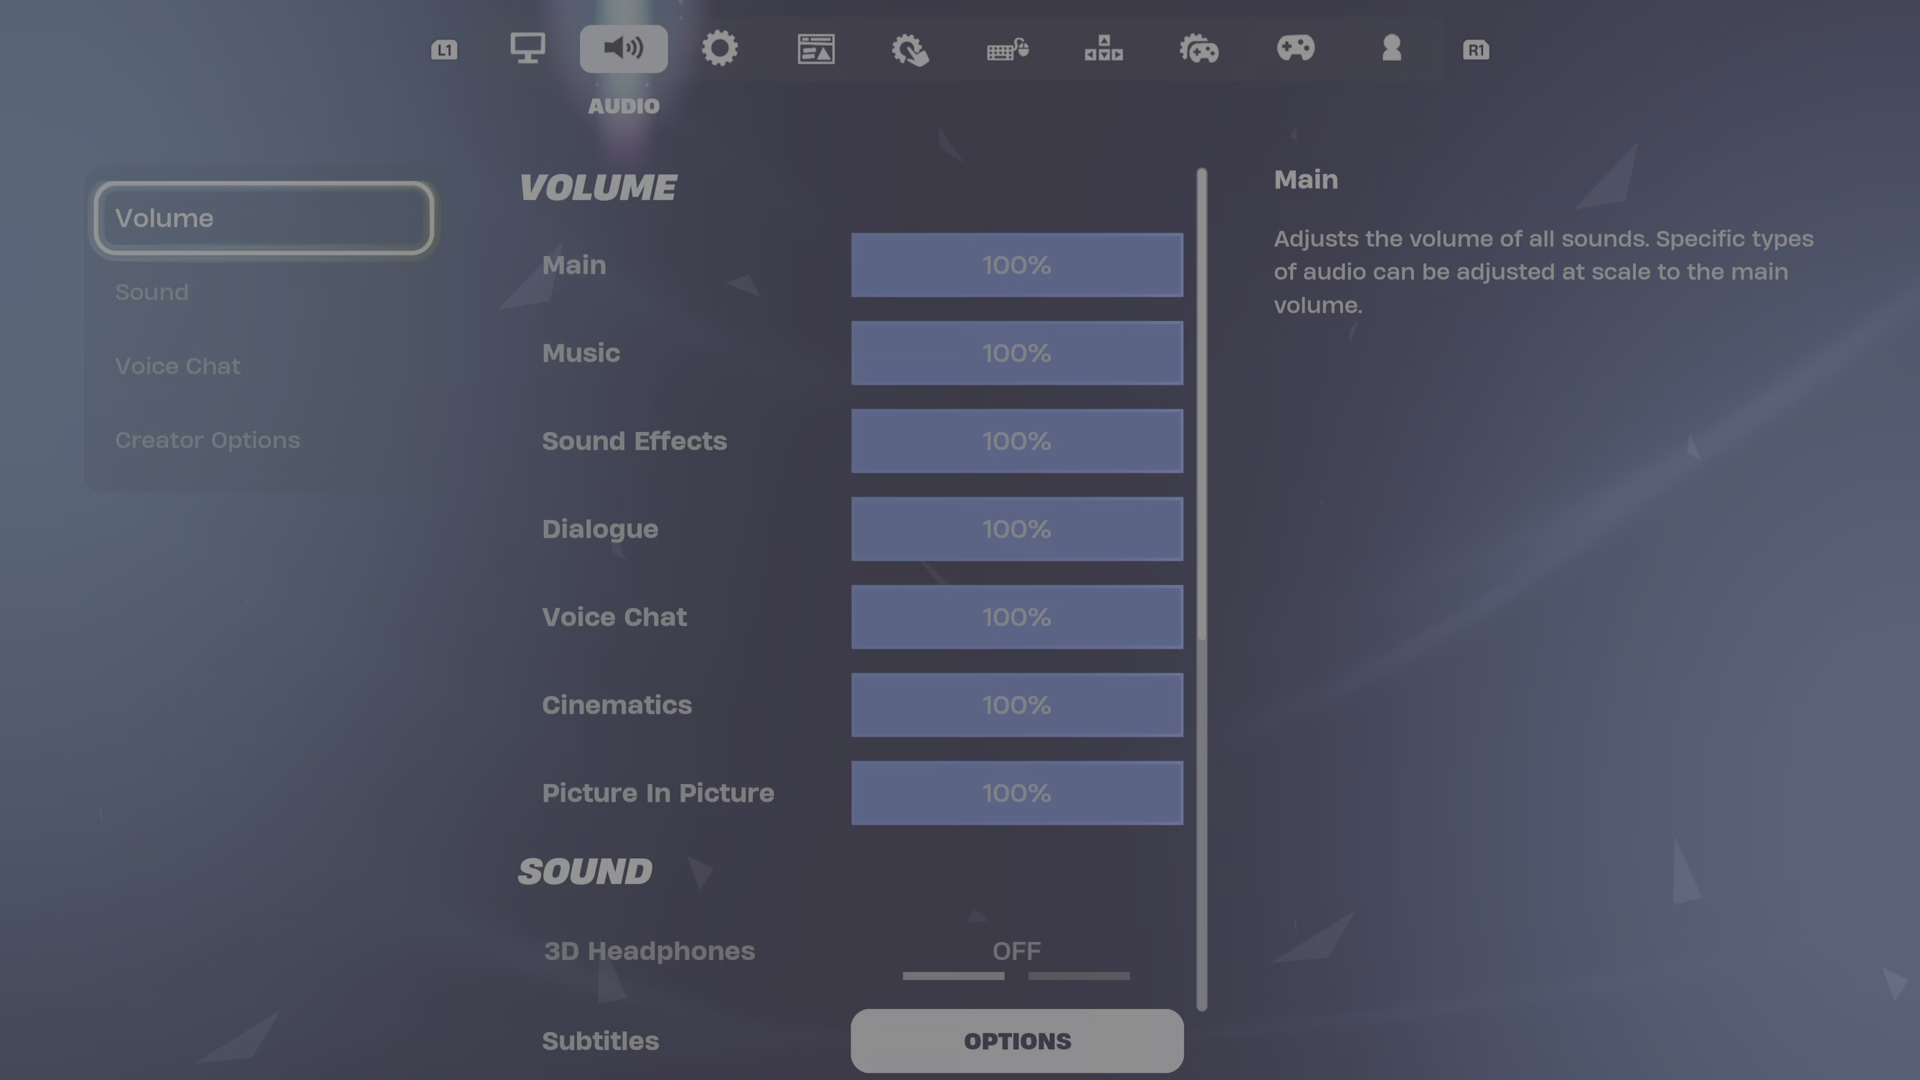 L1
R1
AUDIO
Volume
Sound
Voice Chat
Creator Options
VOLUME
Main 100%
Music 100%
Sound Effects 100%
Dialogue 100%
Voice Chat 100%
Cinematics 100%
Picture In Picture 100%
SOUND
3D Headphones OFF
Subtitles OPTIONS
Main
Adjusts the volume of all sounds. Specific types
of audio can be adjusted at scale to the main
volume.